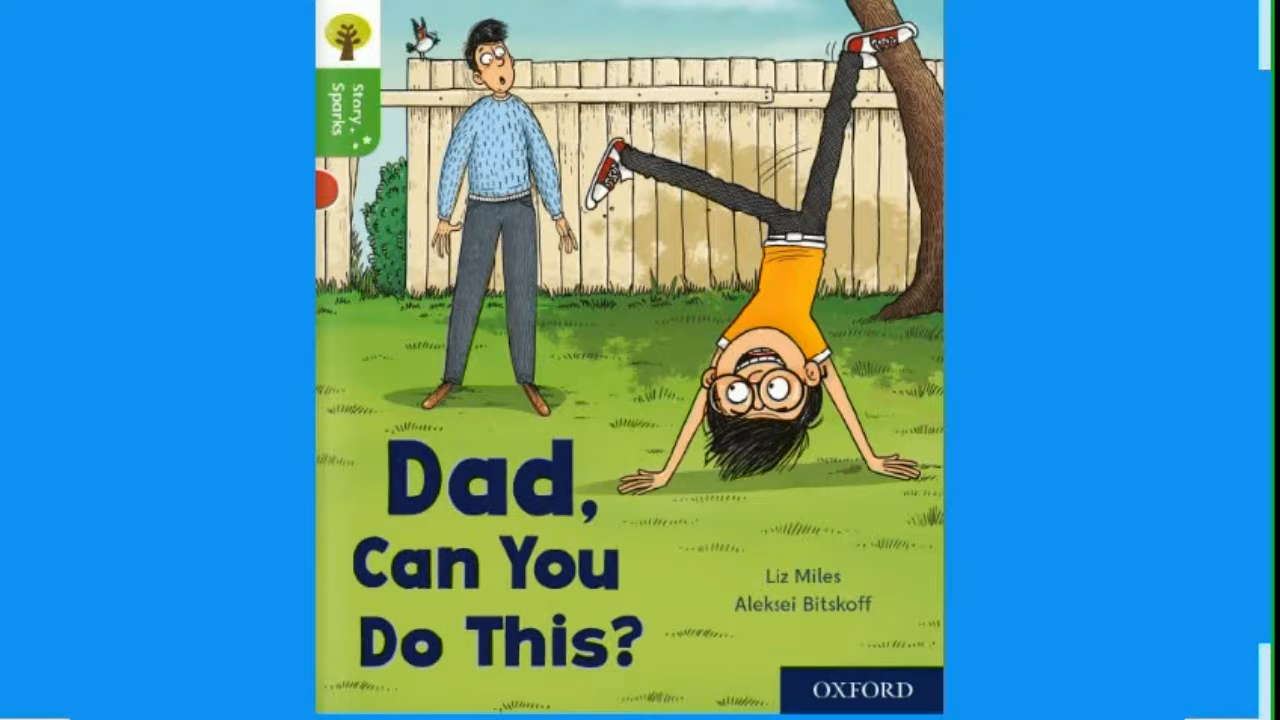 Story
Sparks
Dad,
Can You
Do This?
Liz Miles
Aleksei Bitskoff
OXFORD